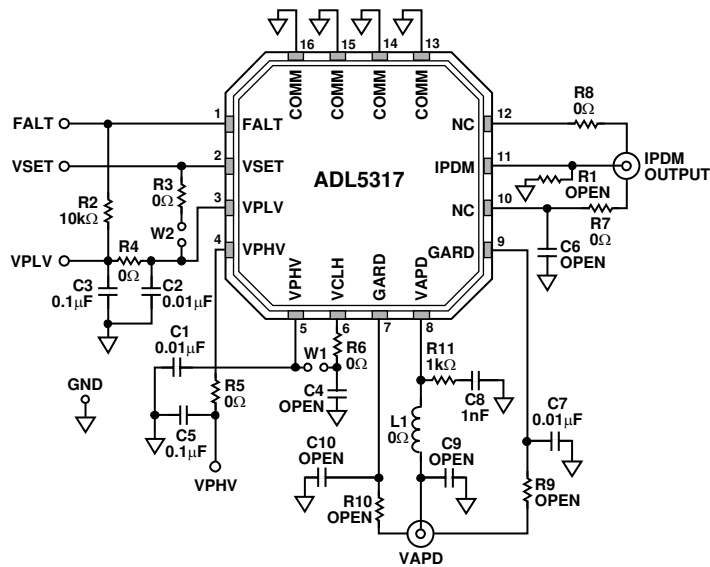 16 15 14 13
COMM COMM COMM COMM
FALT 1 FALT
VSET 2 VSET
R3
0Ω
3 VPLV
W2
4 VPHV
R2
10kΩ
VPLV
R4
0Ω
C3
0.1µF
C2
0.01µF
ADL5317
NC 12
R8
0Ω
IPDM 11
IPDM
OUTPUT
R1
OPEN
NC 10
R7
0Ω
C6
OPEN
GARD 9
VPHV VCLH GARD VAPD
5 6 7 8
C1
0.01µF
W1
R6
0Ω
C4
OPEN
R5
0Ω
C5
0.1µF
VPHV
GND
R11
1kΩ
C8
1nF
L1
0Ω
C7
0.01µF
C10
OPEN
C9
OPEN
R10
OPEN
R9
OPEN
VAPD